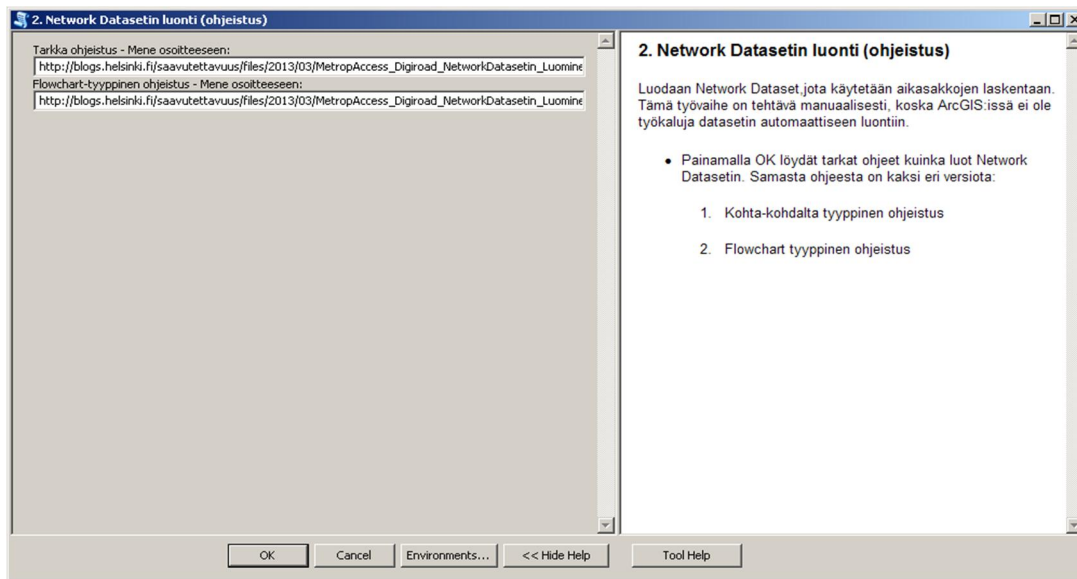 2. Network Datasetin luonti (ohjeistus)
Tarkka ohjeistus - Mene osoitteeseen:
http://blogs.helsinki.fi/saavutettavuus/files/2013/03/MetropAccess_Digiroad_NetworkDatasetin_Luomine
Flowchart-tyyppinen ohjeistus - Mene osoitteeseen:
http://blogs.helsinki.fi/saavutettavuus/files/2013/03/MetropAccess_Digiroad_NetworkDatasetin_Luomine
2. Network Datasetin luonti (ohjeistus)
Luodaan Network Dataset,jota käytetään aikasakkojen laskentaan.
Tämä työvaihe on tehtävä manuaalisesti, koska ArcGIS:issä ei ole
työkaluja datasetin automaattiseen luontiin.
• Painamalla OK löydät tarkat ohjeet kuinka luot Network
Datasetin. Samasta ohjeesta on kaksi eri versiota:
1. Kohta-kohdalta tyyppinen ohjeistus
2. Flowchart tyyppinen ohjeistus
OK Cancel Environments... << Hide Help Tool Help